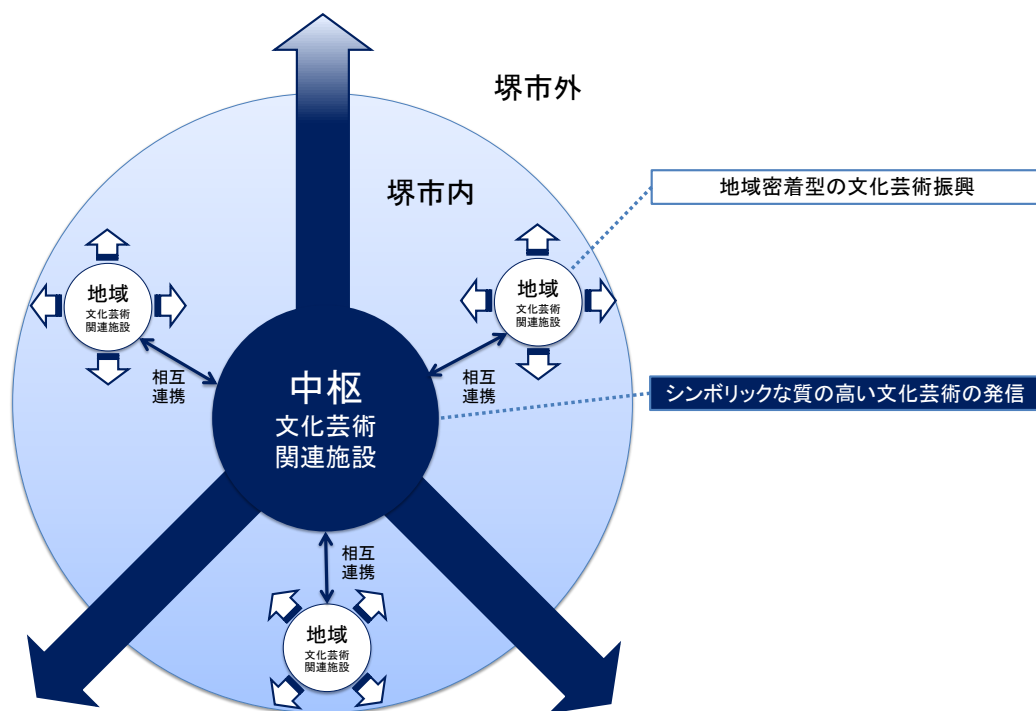 堺市外
堺市内
地域密着型の文化芸術振興
地域
文化芸術
関連施設
地域
文化芸術
関連施設
相互
連携
相互
連携
中枢
文化芸術
関連施設
シンボリックな質の高い文化芸術の発信
相互
連携
地域
文化芸術
関連施設